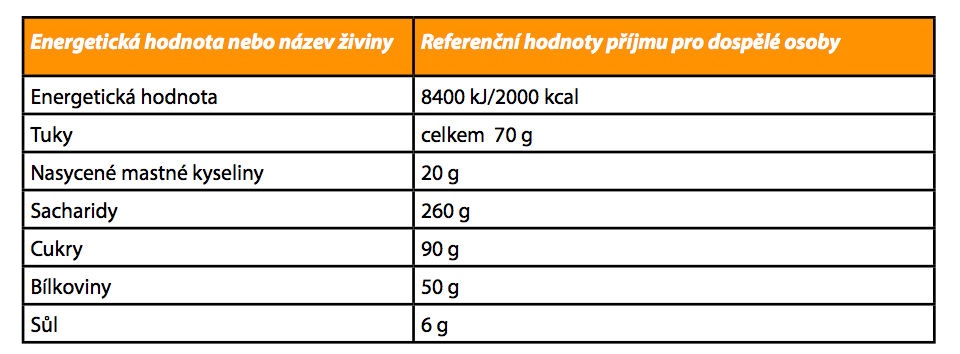 Energetická hodnota nebo název živiny Referenční hodnoty příjmu pro dospělé osoby
Energetická hodnota 8400 kJ/2000 kcal
Tuky celkem 70 g
Nasycené mastné kyseliny 20 g
Sacharidy 260 g
Cukry 90 g
Bílkoviny 50 g
Sůl 6 g